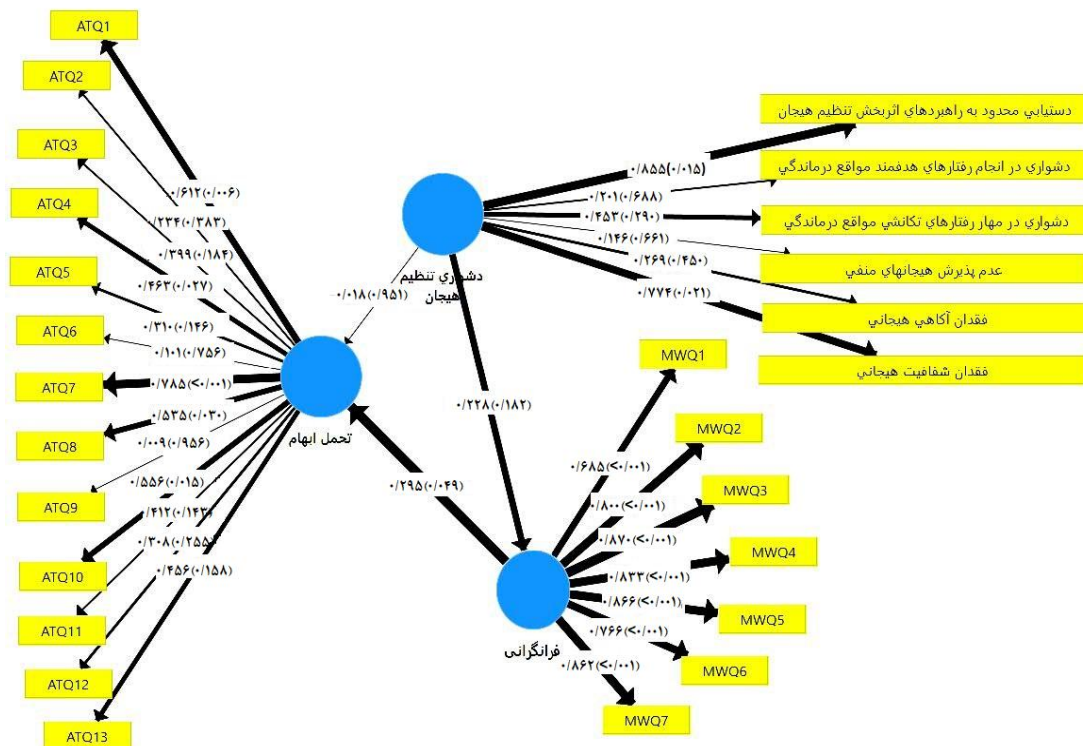 ATQ1
ATQ2
ATQ3
ATQ4
ATQ5
ATQ6
ATQ7
ATQ8
ATQ9
ATQ10
ATQ11
ATQ12
ATQ13
۰/۶۱۲(۰/۰۰۶)
۰/۲۳۴(۰/۳۸۳)
۰/۳۹۹(۰/۱۸۴)
۰/۴۶۳(۰/۰۲۷)
۰/۳۱۰(۰/۱۴۶)
۰/۱۰۱(۰/۷۵۶)
۰/۷۸۵(<۰/۰۰۱)
۰/۵۳۵(۰/۰۳۰)
۰/۰۰۹(۰/۹۵۶)
۰/۵۵۶(۰/۰۱۵)
۰/۴۱۲(۰/۱۴۳)
۰/۳۰۸(۰/۲۵۵)
۰/۴۵۶(۰/۱۵۸)
تحمل ابهام
دشواري تنظیم
هیجان
۰/۰۱۸(۰/۹۵۱)
۰/۲۲۸(۰/۱۸۲)
۰/۲۹۵(۰/۰۴۹)
فرانگرانی
۰/۸۵۵(۰/۰۱۵)
۰/۲۰۱(۰/۶۸۸)
۰/۴۵۳(۰/۲۹۰)
۰/۱۴۶(۰/۶۶۱)
۰/۲۶۹(۰/۴۵۰)
۰/۷۷۴(۰/۰۲۱)
دستيابي محدود به راهبردهاي اثربخش تنظيم هيجان
دشواري در انجام رفتارهاي هدفمند مواقع درماندگي
دشواري در مهار رفتارهاي تكانشي مواقع درماندگي
عدم پذيرش هيجانهاي منفي
فقدان آگاهي هيجاني
فقدان شفافيت هيجاني
MWQ1
MWQ2
MWQ3
MWQ4
MWQ5
MWQ6
MWQ7
۰/۶۸۵(<۰/۰۰۱)
۰/۸۰۰(<۰/۰۰۱)
۰/۸۷۰(<۰/۰۰۱)
۰/۸۳۳(<۰/۰۰۱)
۰/۸۶۶(<۰/۰۰۱)
۰/۷۶۶(<۰/۰۰۱)
۰/۸۶۲(<۰/۰۰۱)